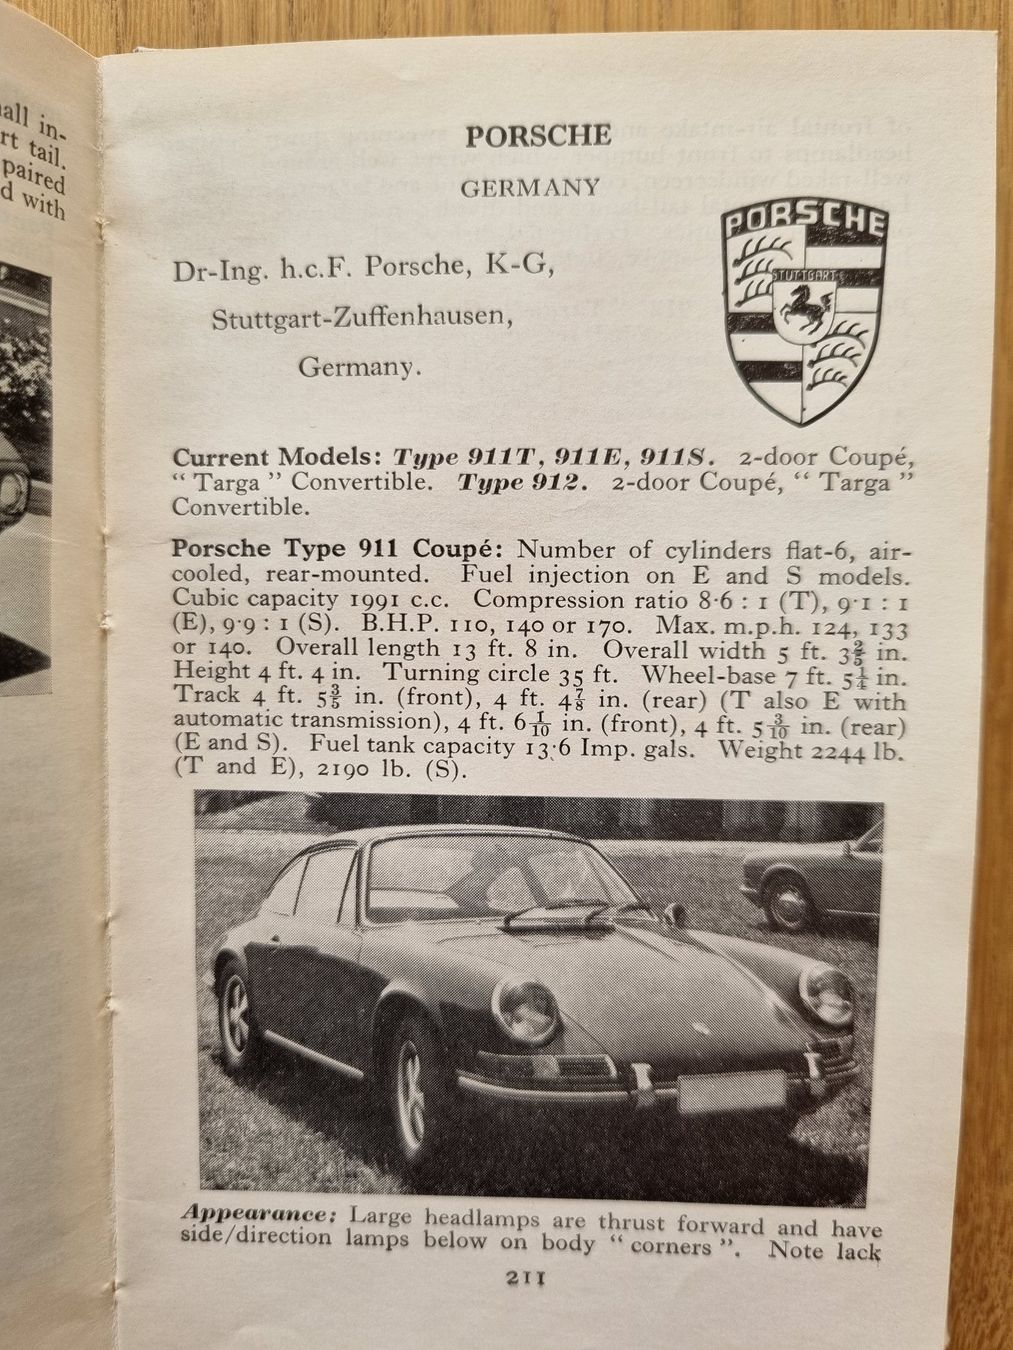 all in-
rt tail.
paired
d with
PORSCHE
GERMANY
Dr-Ing. h.c.F. Porsche, K-G,
Stuttgart-Zuffenhausen,
Germany.
PORSCHE
STUTTGART
Current Models: Type 911T, 911E, 911S. 2-door Coupé,
“ Targa ” Convertible. Type 912. 2-door Coupé, “ Targa ”
Convertible.
Porsche Type 911 Coupé: Number of cylinders flat-6, air-
cooled, rear-mounted. Fuel injection on E and S models.
Cubic capacity 1991 c.c. Compression ratio 8·6 : 1 (T), 9·1 : 1
(E), 9·9 : 1 (S). B.H.P. 110, 140 or 170. Max. m.p.h. 124, 133
or 140. Overall length 13 ft. 8 in. Overall width 5 ft. 3⅖ in.
Height 4 ft. 4 in. Turning circle 35 ft. Wheel-base 7 ft. 5¼ in.
Track 4 ft. 5⅗ in. (front), 4 ft. 4⅞ in. (rear) (T also E with
automatic transmission), 4 ft. 6 1/10 in. (front), 4 ft. 5 3/10 in. (rear)
(E and S). Fuel tank capacity 13·6 Imp. gals. Weight 2244 lb.
(T and E), 2190 lb. (S).
Appearance: Large headlamps are thrust forward and have
side/direction lamps below on body “ corners ”. Note lack
211